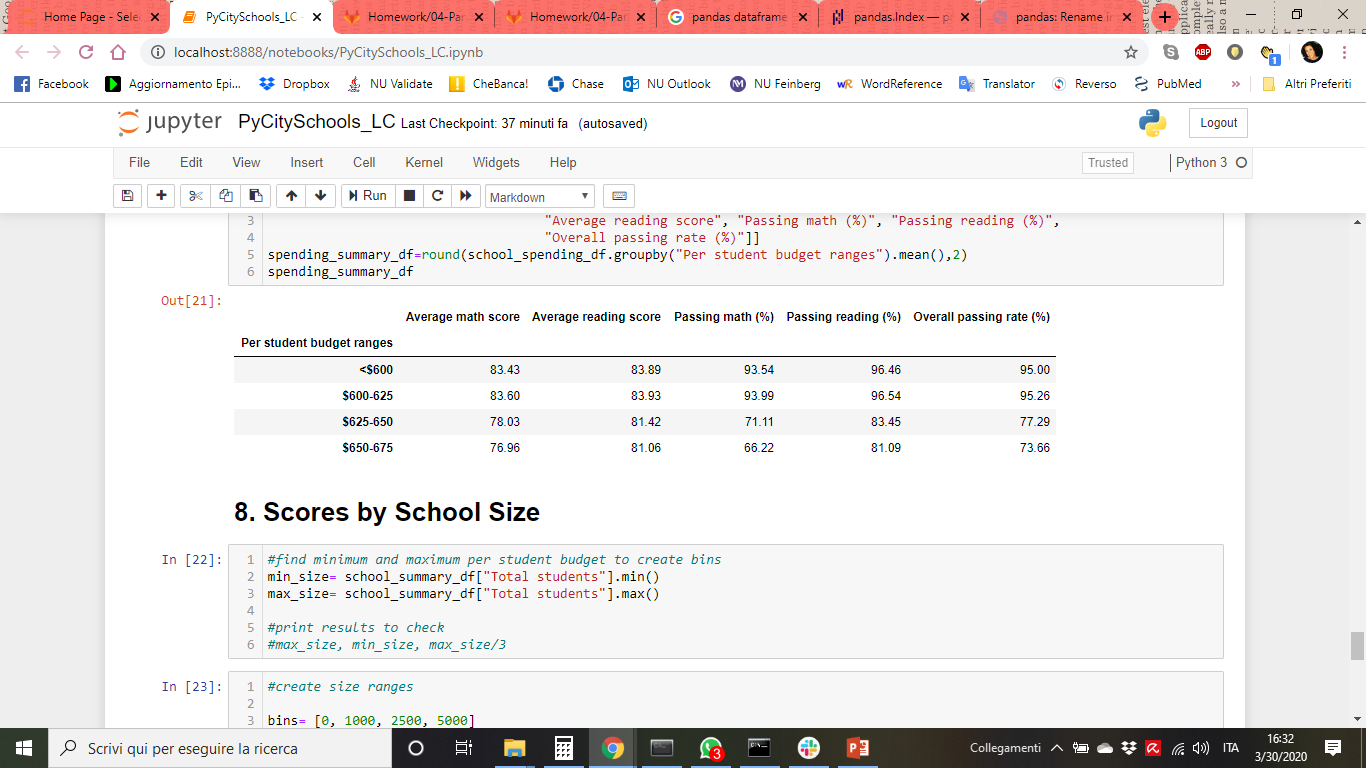 Home Page - Sele
PyCitySchools_LC
Homework/04-Par
Homework/04-Par
pandas dataframe
pandas.Index — p
pandas: Rename in
localhost:8888/notebooks/PyCitySchools_LC.ipynb
ABP
1
Facebook
Aggiornamento Epi...
Dropbox
NU Validate
CheBanca!
Chase
NU Outlook
NU Feinberg
WordReference
Translator
Reverso
PubMed
»
Altri Preferiti
jupyter PyCitySchools_LC Last Checkpoint: 37 minuti fa (autosaved)
Logout
File Edit View Insert Cell Kernel Widgets Help
Trusted
Python 3
Run
Markdown
3 "Average reading score", "Passing math (%)", "Passing reading (%)",
4 "Overall passing rate (%)"]]
5 spending_summary_df=round(school_spending_df.groupby("Per student budget ranges").mean(),2)
6 spending_summary_df
Out[21]:
Average math score Average reading score Passing math (%) Passing reading (%) Overall passing rate (%)
Per student budget ranges
<$600 83.43 83.89 93.54 96.46 95.00
$600-625 83.60 83.93 93.99 96.54 95.26
$625-650 78.03 81.42 71.11 83.45 77.29
$650-675 76.96 81.06 66.22 81.09 73.66
8. Scores by School Size
In [22]:
1 #find minimum and maximum per student budget to create bins
2 min_size= school_summary_df["Total students"].min()
3 max_size= school_summary_df["Total students"].max()
4
5 #print results to check
6 #max_size, min_size, max_size/3
In [23]:
1 #create size ranges
2
3 bins= [0, 1000, 2500, 5000]
Scrivi qui per eseguire la ricerca
3
Collegamenti
ITA
16:32
3/30/2020